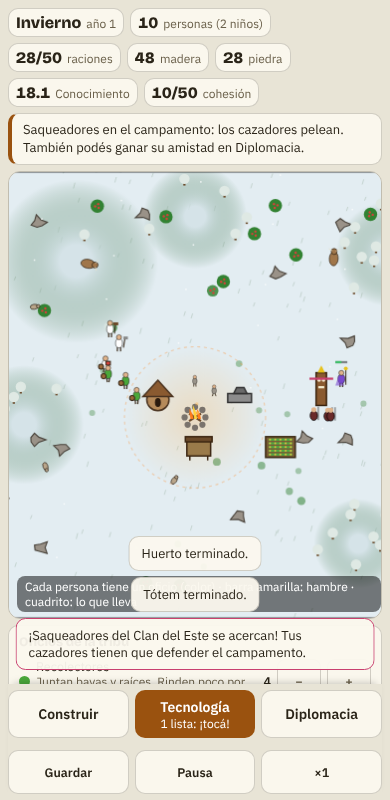 Invierno año 1
10 personas (2 niños)
28/50 raciones
48 madera
28 piedra
18.1 Conocimiento
10/50 cohesión
Saqueadores en el campamento: los cazadores pelean.
También podés ganar su amistad en Diplomacia.
Huerto terminado.
Cada persona tiene amarilla: hambre ·
cuadrito: lo que
Tótem terminado.
¡Saqueadores del Clan del Este se acercan! Tus
cazadores tienen que defender el campamento.
Juntan bayas y raíces. Rinden poco por
4
−
+
Construir
Tecnología
1 lista: ¡tocá!
Diplomacia
Guardar
Pausa
×1